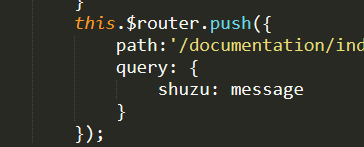 }
this.$router.push({
path:'/documentation/ind
query: {
shuzu: message
}
});